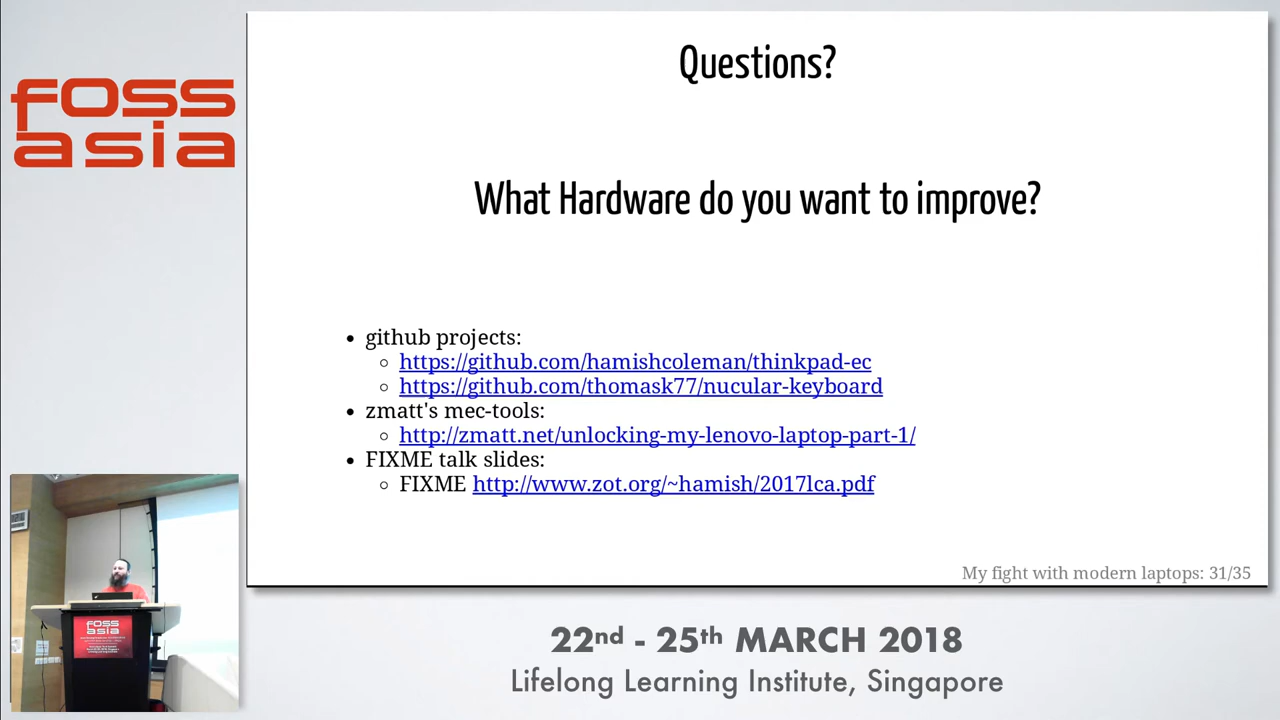 foss
asia
Questions?
What Hardware do you want to improve?
github projects:
https://github.com/hamishcoleman/thinkpad-ec
https://github.com/thomask77/nucular-keyboard
zmatt's mec-tools:
http://zmatt.net/unlocking-my-lenovo-laptop-part-1/
FIXME talk slides:
FIXME http://www.zot.org/~hamish/2017lca.pdf
My fight with modern laptops: 31/35
foss
asia
22nd - 25th MARCH 2018
Lifelong Learning Institute, Singapore